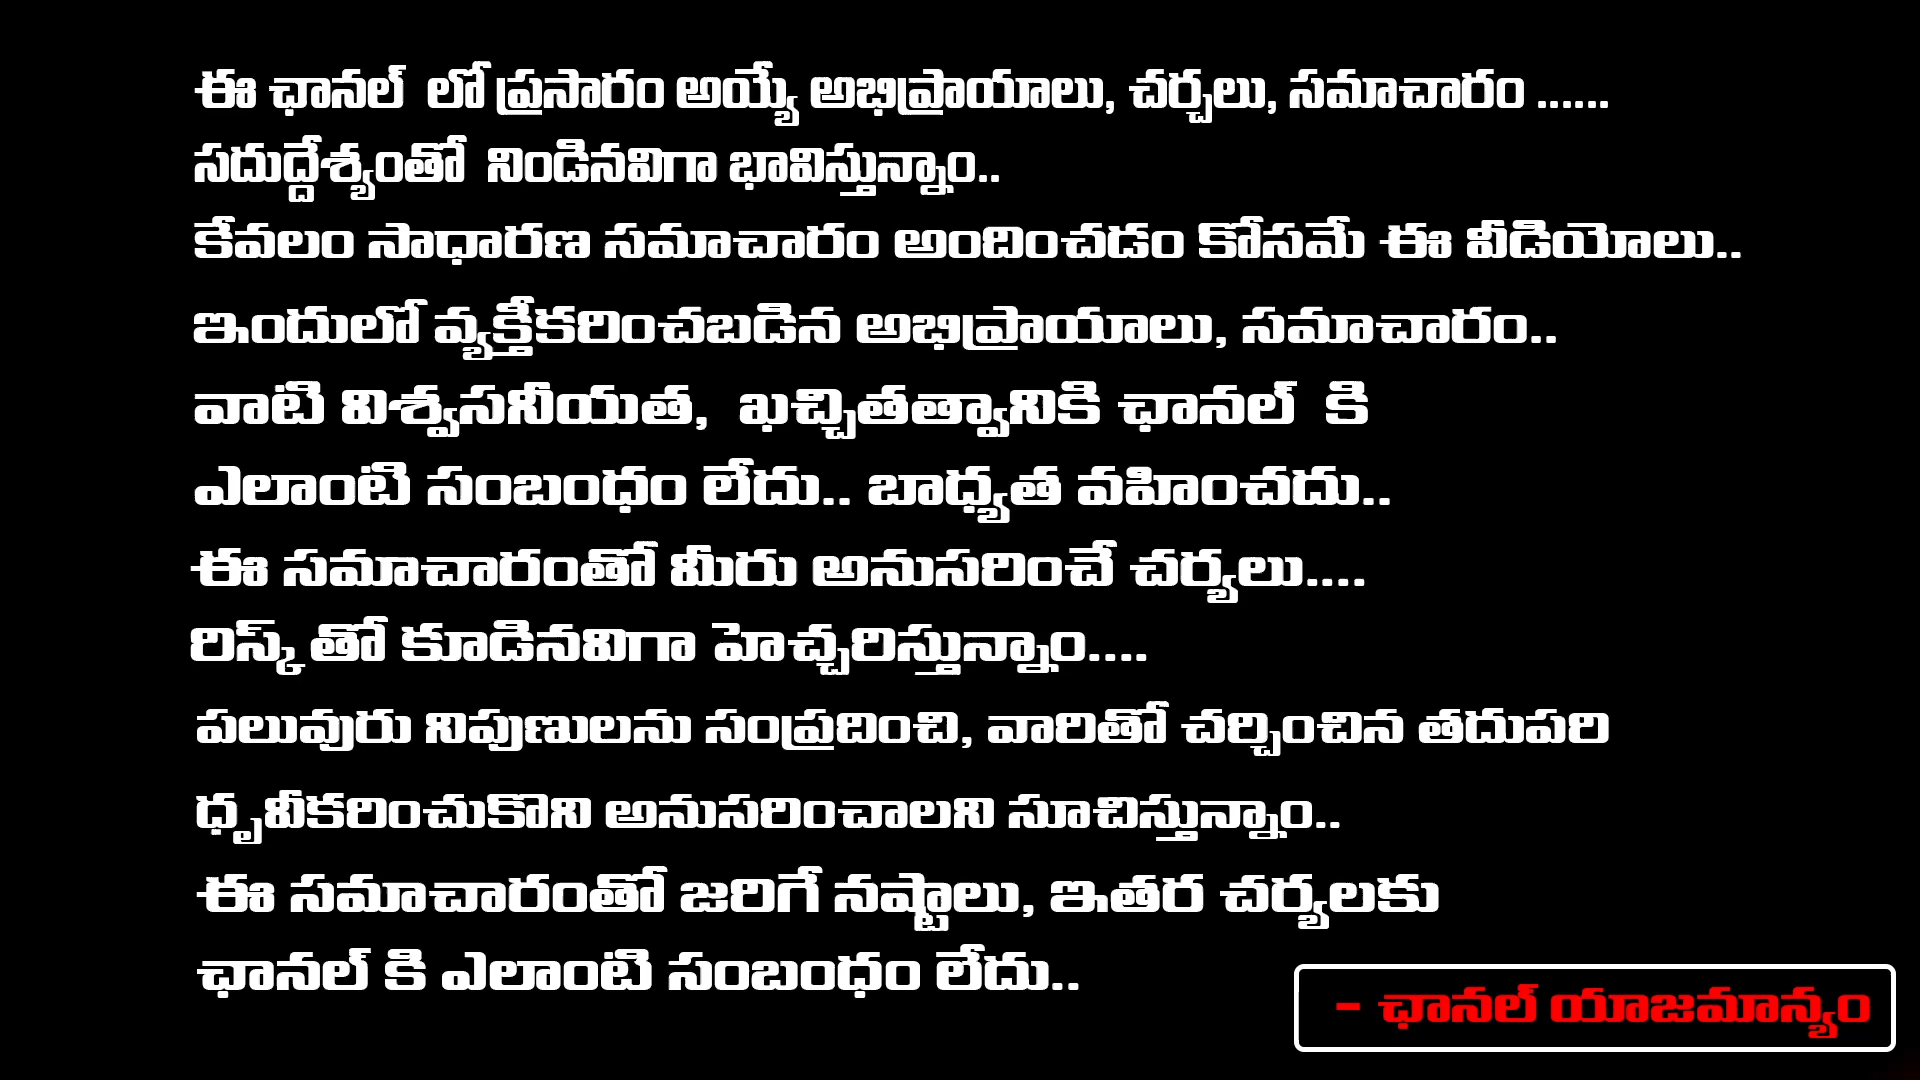 ఈ ఛానల్ లో ప్రసారం అయ్యే అభిప్రాయాలు, చర్చలు, సమాచారం ......
సదుద్దేశ్యంతో నిండినవిగా భావిస్తున్నాం..
కేవలం సాధారణ సమాచారం అందించడం కోసమే ఈ వీడియోలు..
ఇందులో వ్యక్తీకరించబడిన అభిప్రాయాలు, సమాచారం..
వాటి విశ్వసనీయత, ఖచ్చితత్వానికి ఛానల్ కి
ఎలాంటి సంబంధం లేదు.. బాధ్యత వహించదు..
ఈ సమాచారంతో మీరు అనుసరించే చర్యలు....
రిస్క్ తో కూడినవిగా హెచ్చరిస్తున్నాం....
పలువురు నిపుణులను సంప్రదించి, వారితో చర్చించిన తదుపరి
ధృవీకరించుకొని అనుసరించాలని సూచిస్తున్నాం..
ఈ సమాచారంతో జరిగే నష్టాలు, ఇతర చర్యలకు
ఛానల్ కి ఎలాంటి సంబంధం లేదు..
- ఛానల్ యాజమాన్యం